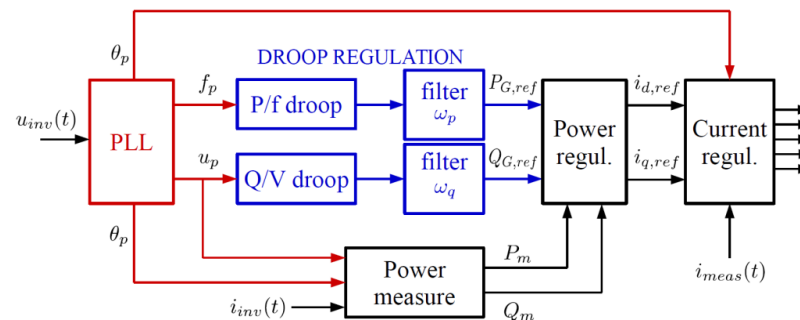 θp
DROOP REGULATION
uinv(t)
PLL
fp
P/f droop
filter
ωp
PG,ref
Power
regul.
id,ref
Current
regul.
up
Q/V droop
filter
ωq
QG,ref
iq,ref
θp
Power
measure
Pm
imeas(t)
iinv(t)
Qm